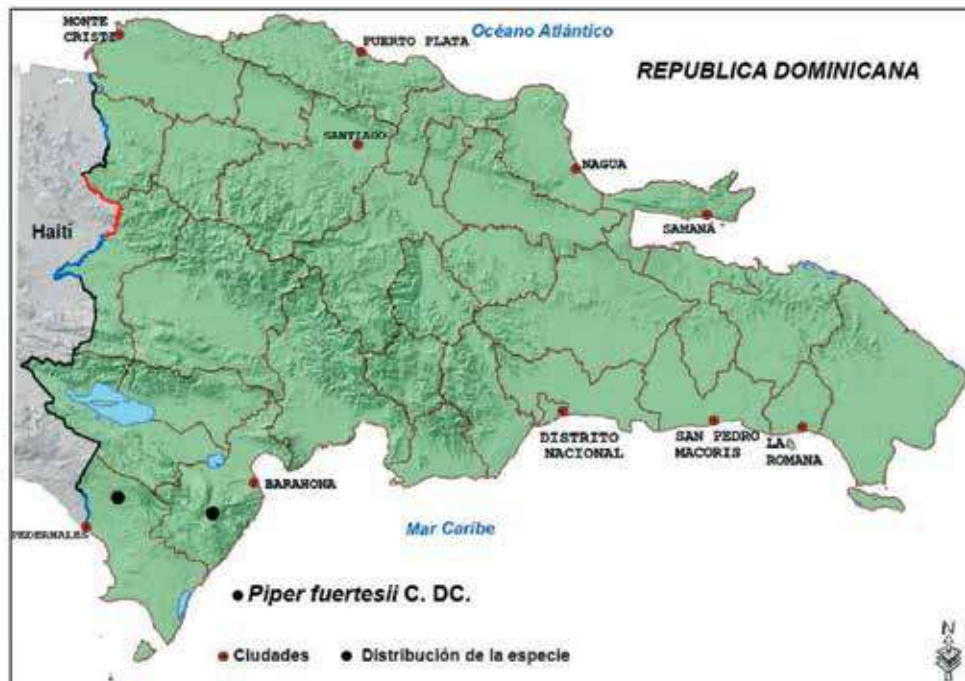 MONTE
CRISTI
PUERTO PLATA
Océano Atlántico
REPUBLICA DOMINICANA
SANTIAGO
NAGUA
SAMANÁ
Haití
DISTRITO
NACIONAL
SAN PEDRO
MACORIS
LA
ROMANA
BARAHONA
PEDERNALES
Mar Caribe
Piper fuertesii C. DC.
Ciudades
Distribución de la especie
N